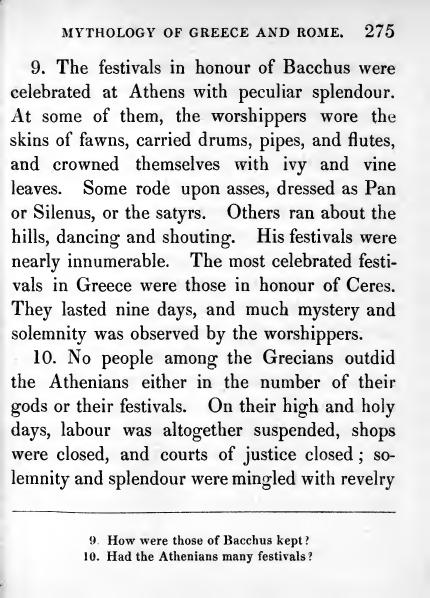 MYTHOLOGY OF GREECE AND ROME. 275
9. The festivals in honour of Bacchus were
celebrated at Athens with peculiar splendour.
At some of them, the worshippers wore the
skins of fawns, carried drums, pipes, and flutes,
and crowned themselves with ivy and vine
leaves. Some rode upon asses, dressed as Pan
or Silenus, or the satyrs. Others ran about the
hills, dancing and shouting. His festivals were
nearly innumerable. The most celebrated festi-
vals in Greece were those in honour of Ceres.
They lasted nine days, and much mystery and
solemnity was observed by the worshippers.
10. No people among the Grecians outdid
the Athenians either in the number of their
gods or their festivals. On their high and holy
days, labour was altogether suspended, shops
were closed, and courts of justice closed ; so-
lemnity and splendour were mingled with revelry
9. How were those of Bacchus kept?
10. Had the Athenians many festivals?